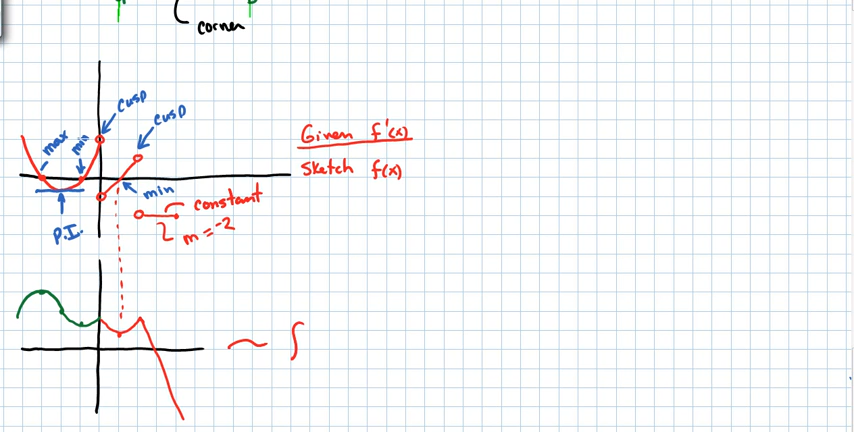 corner
cusp
cusp
max
min
Given f'(x)
Sketch f(x)
min
constant
m = -2
P.I.
~ ∫